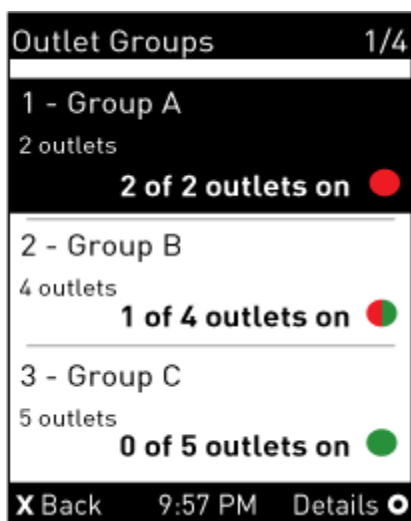 Outlet Groups 1/4
1 - Group A
2 outlets
2 of 2 outlets on
2 - Group B
4 outlets
1 of 4 outlets on
3 - Group C
5 outlets
0 of 5 outlets on
X Back 9:57 PM Details